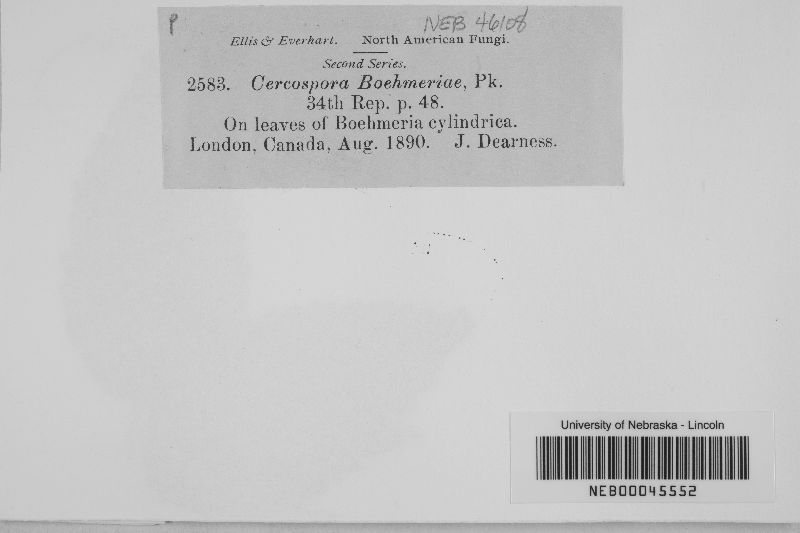 P
NEB 46108
Ellis & Everhart. North American Fungi.
Second Series.
2583. Cercospora Boehmeriae, Pk.
34th Rep. p. 48.
On leaves of Boehmeria cylindrica.
London, Canada, Aug. 1890. J. Dearness.
University of Nebraska - Lincoln
NEB00045552